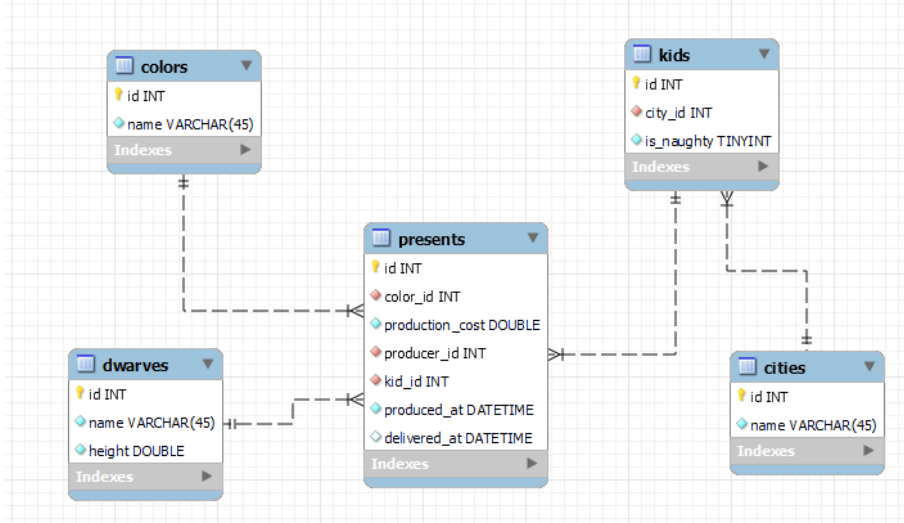 colors
id INT
name VARCHAR(45)
Indexes
kids
id INT
city_id INT
is_naughty TINYINT
Indexes
presents
id INT
color_id INT
production_cost DOUBLE
producer_id INT
kid_id INT
produced_at DATETIME
delivered_at DATETIME
Indexes
dwarves
id INT
name VARCHAR(45)
height DOUBLE
Indexes
cities
id INT
name VARCHAR(45)
Indexes